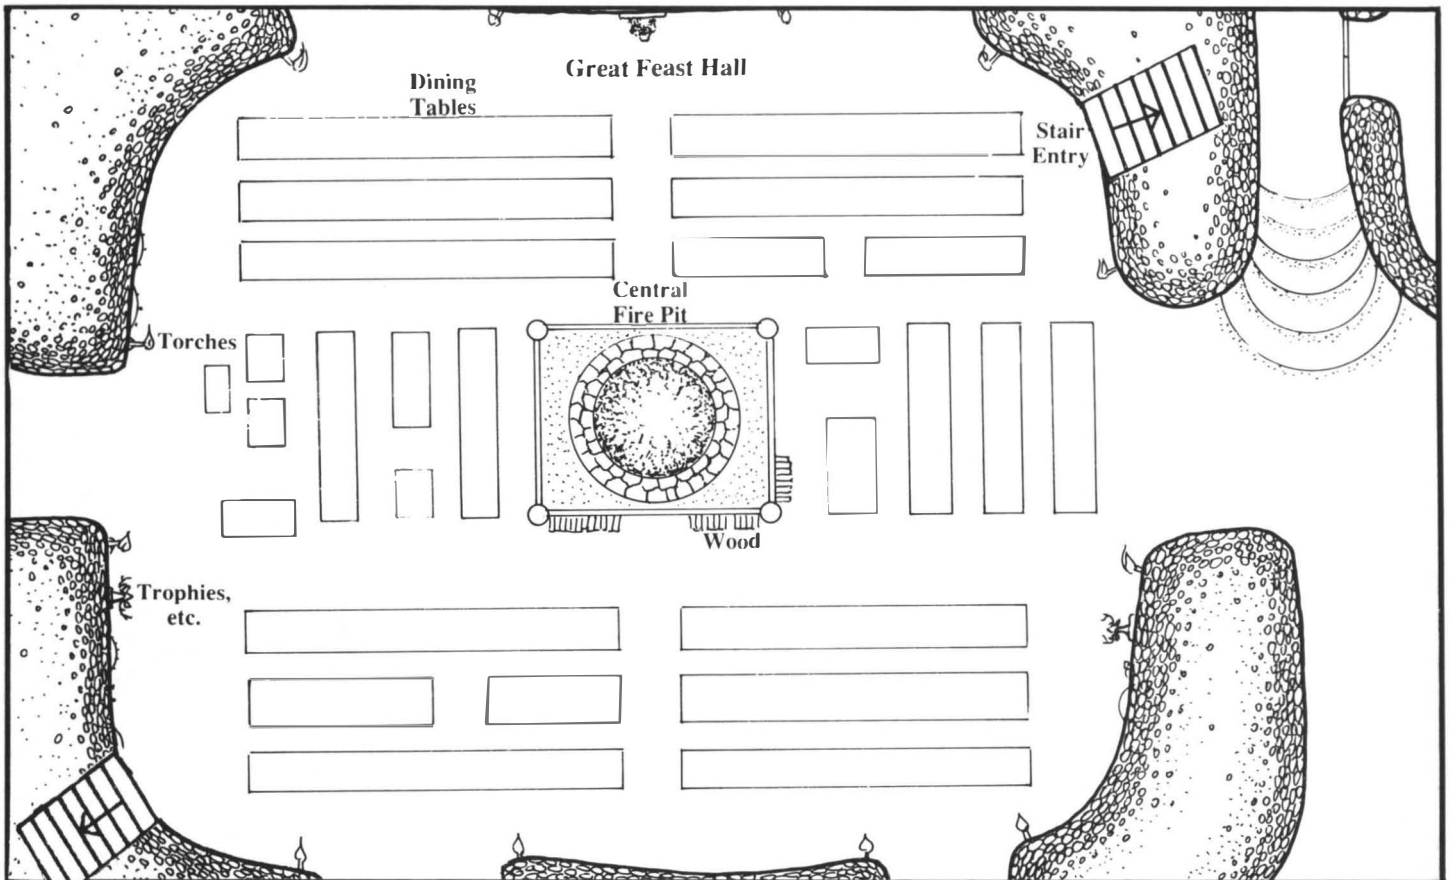 Great Feast Hall
Dining
Tables
Stair
Entry
Central
Fire Pit
Torches
Wood
Trophies,
etc.